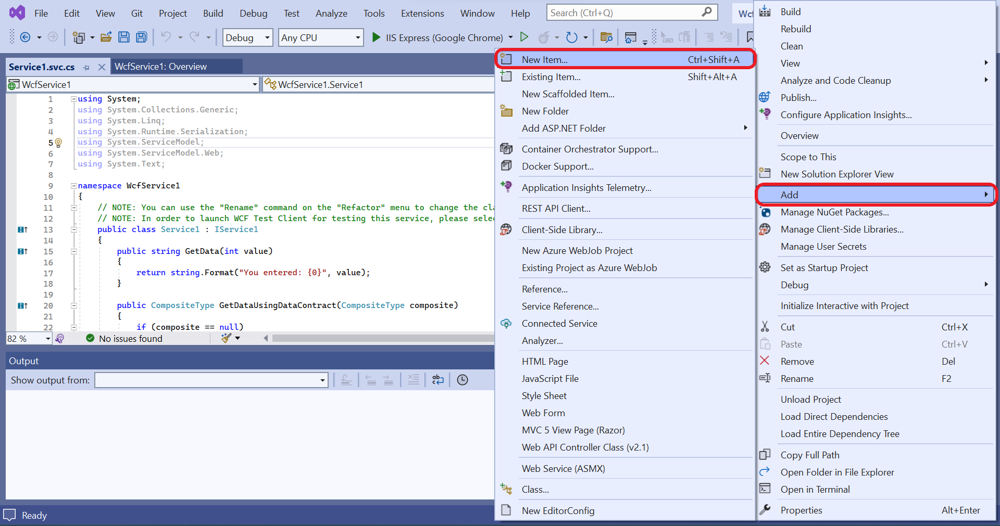 File Edit View Git Project Build Debug Test Analyze Tools Extensions Window Help Search (Ctrl+Q) Wcf
Debug Any CPU IIS Express (Google Chrome)
Service1.svc.cs WcfService1: Overview
WcfService1 WcfService1.Service1
1 using System;
2 using System.Collections.Generic;
3 using System.Linq;
4 using System.Runtime.Serialization;
5 using System.ServiceModel;
6 using System.ServiceModel.Web;
7 using System.Text;
8
9 namespace WcfService1
10 {
11 // NOTE: You can use the "Rename" command on the "Refactor" menu to change the cla
12 // NOTE: In order to launch WCF Test Client for testing this service, please selec
13 public class Service1 : IService1
14 {
15 public string GetData(int value)
16 {
17 return string.Format("You entered: {0}", value);
18 }
19
20 public CompositeType GetDataUsingDataContract(CompositeType composite)
21 {
22 if (composite == null)
82 % No issues found
Output
Show output from:
Ready
New Item... Ctrl+Shift+A
Existing Item... Shift+Alt+A
New Scaffolded Item...
New Folder
Add ASP.NET Folder
Container Orchestrator Support...
Docker Support...
Application Insights Telemetry...
REST API Client...
Client-Side Library...
New Azure WebJob Project
Existing Project as Azure WebJob
Reference...
Service Reference...
Connected Service
Analyzer...
HTML Page
JavaScript File
Style Sheet
Web Form
MVC 5 View Page (Razor)
Web API Controller Class (v2.1)
Web Service (ASMX)
Class...
New EditorConfig
Build
Rebuild
Clean
View
Analyze and Code Cleanup
Publish...
Configure Application Insights...
Overview
Scope to This
New Solution Explorer View
Add
Manage NuGet Packages...
Manage Client-Side Libraries...
Manage User Secrets
Set as Startup Project
Debug
Initialize Interactive with Project
Cut Ctrl+X
Paste Ctrl+V
Remove Del
Rename F2
Unload Project
Load Direct Dependencies
Load Entire Dependency Tree
Copy Full Path
Open Folder in File Explorer
Open in Terminal
Properties Alt+Enter